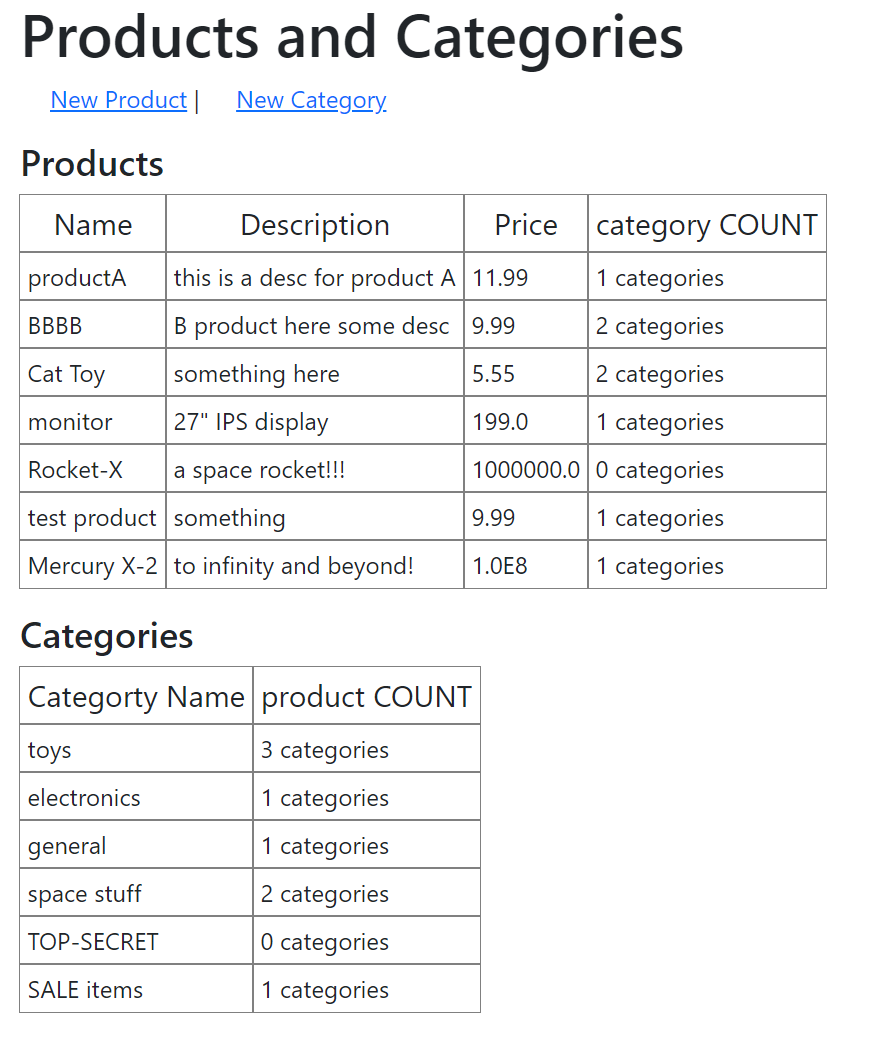 Products and Categories
New Product | New Category
Products
Name Description Price category COUNT
productA this is a desc for product A 11.99 1 categories
BBBB B product here some desc 9.99 2 categories
Cat Toy something here 5.55 2 categories
monitor 27" IPS display 199.0 1 categories
Rocket-X a space rocket!!! 1000000.0 0 categories
test product something 9.99 1 categories
Mercury X-2 to infinity and beyond! 1.0E8 1 categories
Categories
Categorty Name product COUNT
toys 3 categories
electronics 1 categories
general 1 categories
space stuff 2 categories
TOP-SECRET 0 categories
SALE items 1 categories